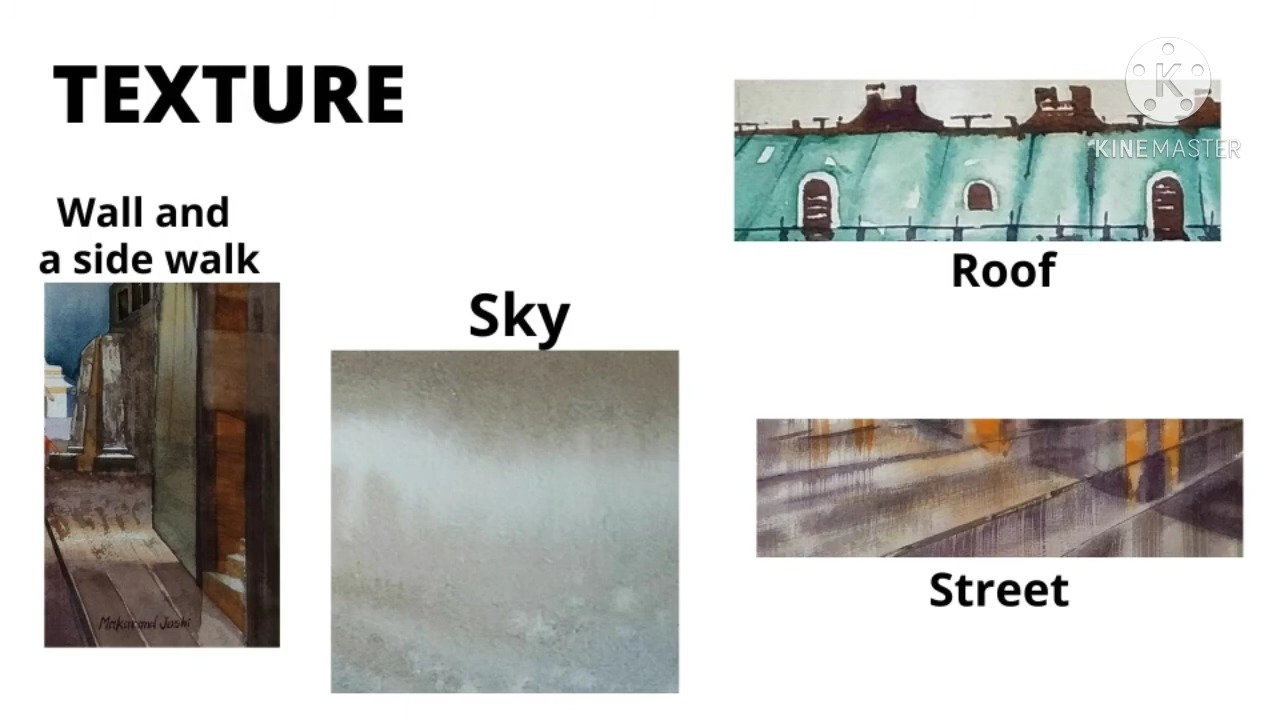 TEXTURE
Wall and
a side walk
Makarand Joshi
Sky
K
KINEMASTER
Roof
Street